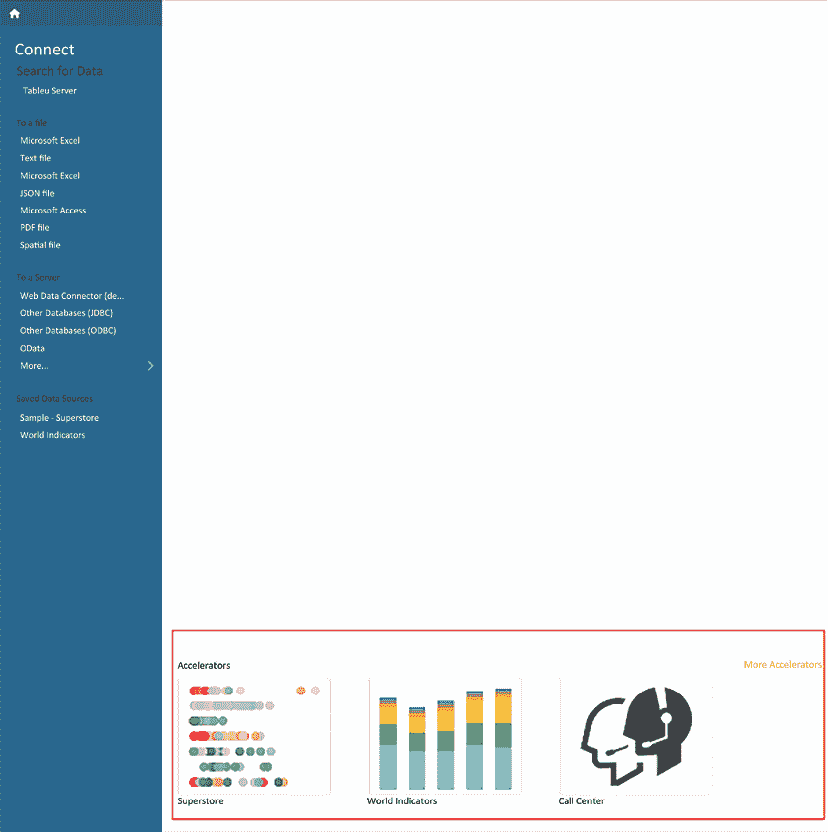 Connect
Search for Data
Tableu Server
To a file
Microsoft Excel
Text file
Microsoft Excel
JSON file
Microsoft Access
PDF file
Spatial file
To a Server
Web Data Connector (de...
Other Databases (JDBC)
Other Databases (ODBC)
OData
More...
Saved Data Sources
Sample - Superstore
World Indicators
Accelerators
More Accelerators
Superstore
World Indicators
Call Center